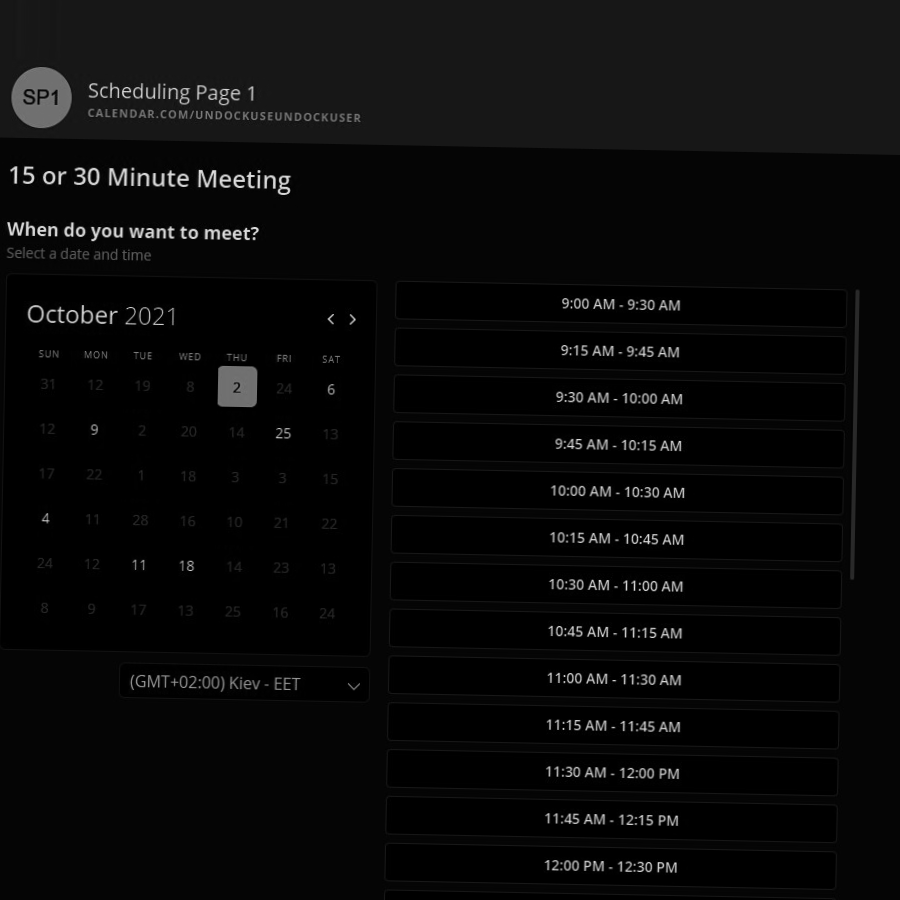 SP1
Scheduling Page 1
CALENDAR.COM/UNDOCKUSEUNDOCKUSER
15 or 30 Minute Meeting
When do you want to meet?
Select a date and time
October 2021
SUN MON TUE WED THU FRI SAT
31 12 19 8 2 24 6
12 9 2 20 14 25 13
17 22 1 18 3 3 15
4 11 28 16 10 21 22
24 12 11 18 14 23 13
8 9 17 13 25 16 24
(GMT+02:00) Kiev - EET
9:00 AM - 9:30 AM
9:15 AM - 9:45 AM
9:30 AM - 10:00 AM
9:45 AM - 10:15 AM
10:00 AM - 10:30 AM
10:15 AM - 10:45 AM
10:30 AM - 11:00 AM
10:45 AM - 11:15 AM
11:00 AM - 11:30 AM
11:15 AM - 11:45 AM
11:30 AM - 12:00 PM
11:45 AM - 12:15 PM
12:00 PM - 12:30 PM